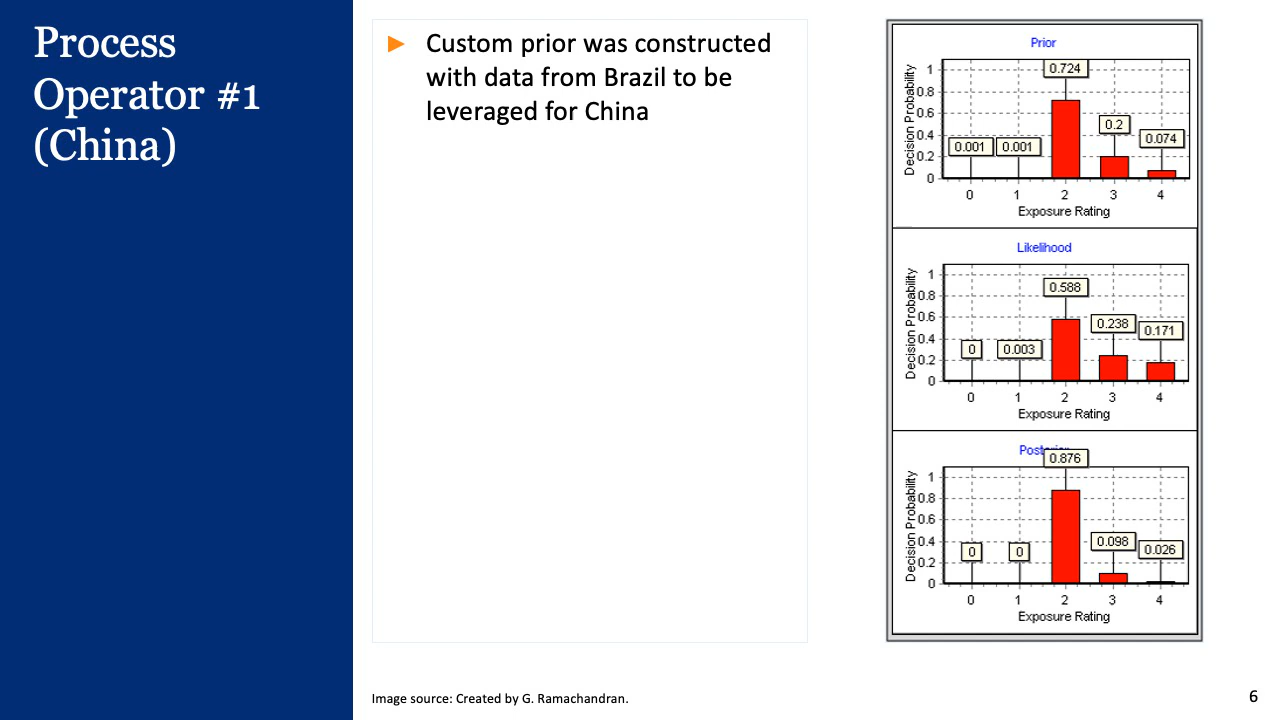 Process
Operator #1
(China)
► Custom prior was constructed
with data from Brazil to be
leveraged for China
Prior
Decision Probability
1
0.8
0.6
0.4
0.2
0
0.001
0.001
0.724
0.2
0.074
0 1 2 3 4
Exposure Rating
Likelihood
Decision Probability
1
0.8
0.6
0.4
0.2
0
0
0.003
0.588
0.238
0.171
0 1 2 3 4
Exposure Rating
Posterior
Decision Probability
1
0.8
0.6
0.4
0.2
0
0
0
0.876
0.098
0.026
0 1 2 3 4
Exposure Rating
Image source: Created by G. Ramachandran.
6